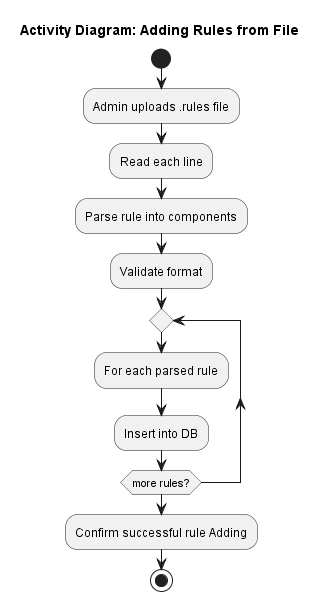 Activity Diagram: Adding Rules from File
Admin uploads .rules file
Read each line
Parse rule into components
Validate format
For each parsed rule
Insert into DB
more rules?
Confirm successful rule Adding